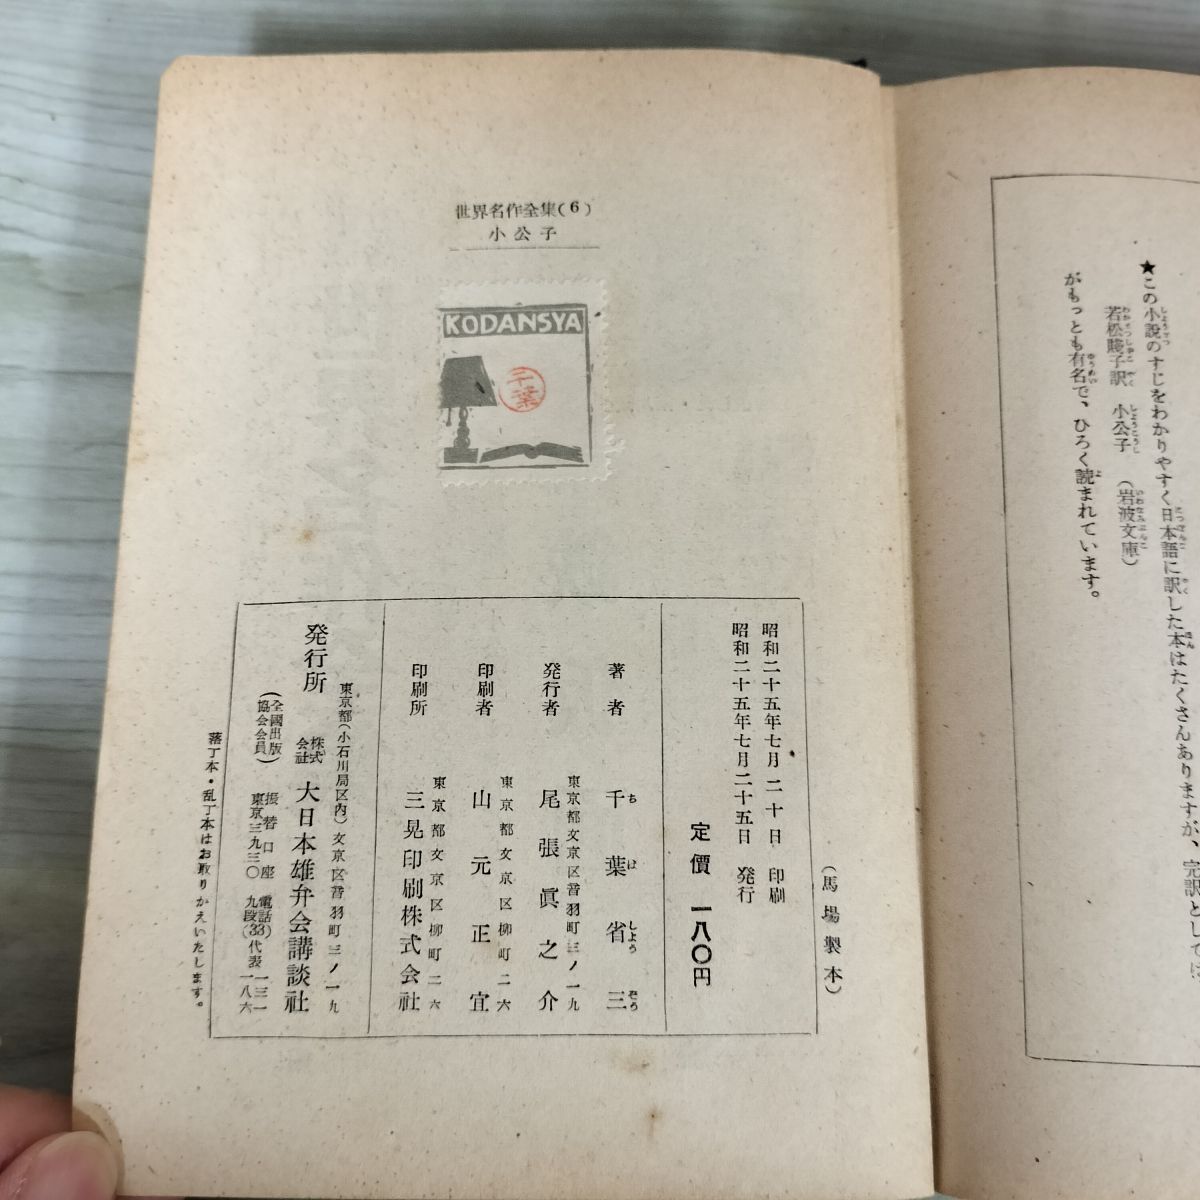 ★この小説のすじをわかりやすく日本語に訳した本はたくさんありますが、完訳としては
若松賤子訳　小公子　（岩波文庫）
がもっとも有名で、ひろく読まれています。
世界名作全集(6)
小公子
KODANSYA
千葉
（馬場製本）
昭和二十五年七月二十日　印刷
昭和二十五年七月二十五日　発行
定價　一八〇円
著者　千葉省三
ちばしょうぞう
発行者　尾張眞之介
東京都文京区音羽町三ノ一九
印刷者　山元正宜
東京都文京区柳町二六
印刷所　三晃印刷株式会社
東京都文京区柳町二六
東京都（小石川局区内）文京区音羽町三ノ一九
発行所　株式会社　大日本雄弁会講談社
（全國出版協会会員）
振替口座東京三九三〇
電話九段(33)代表一三一一八六
落丁本・乱丁本はお取りかえいたします。